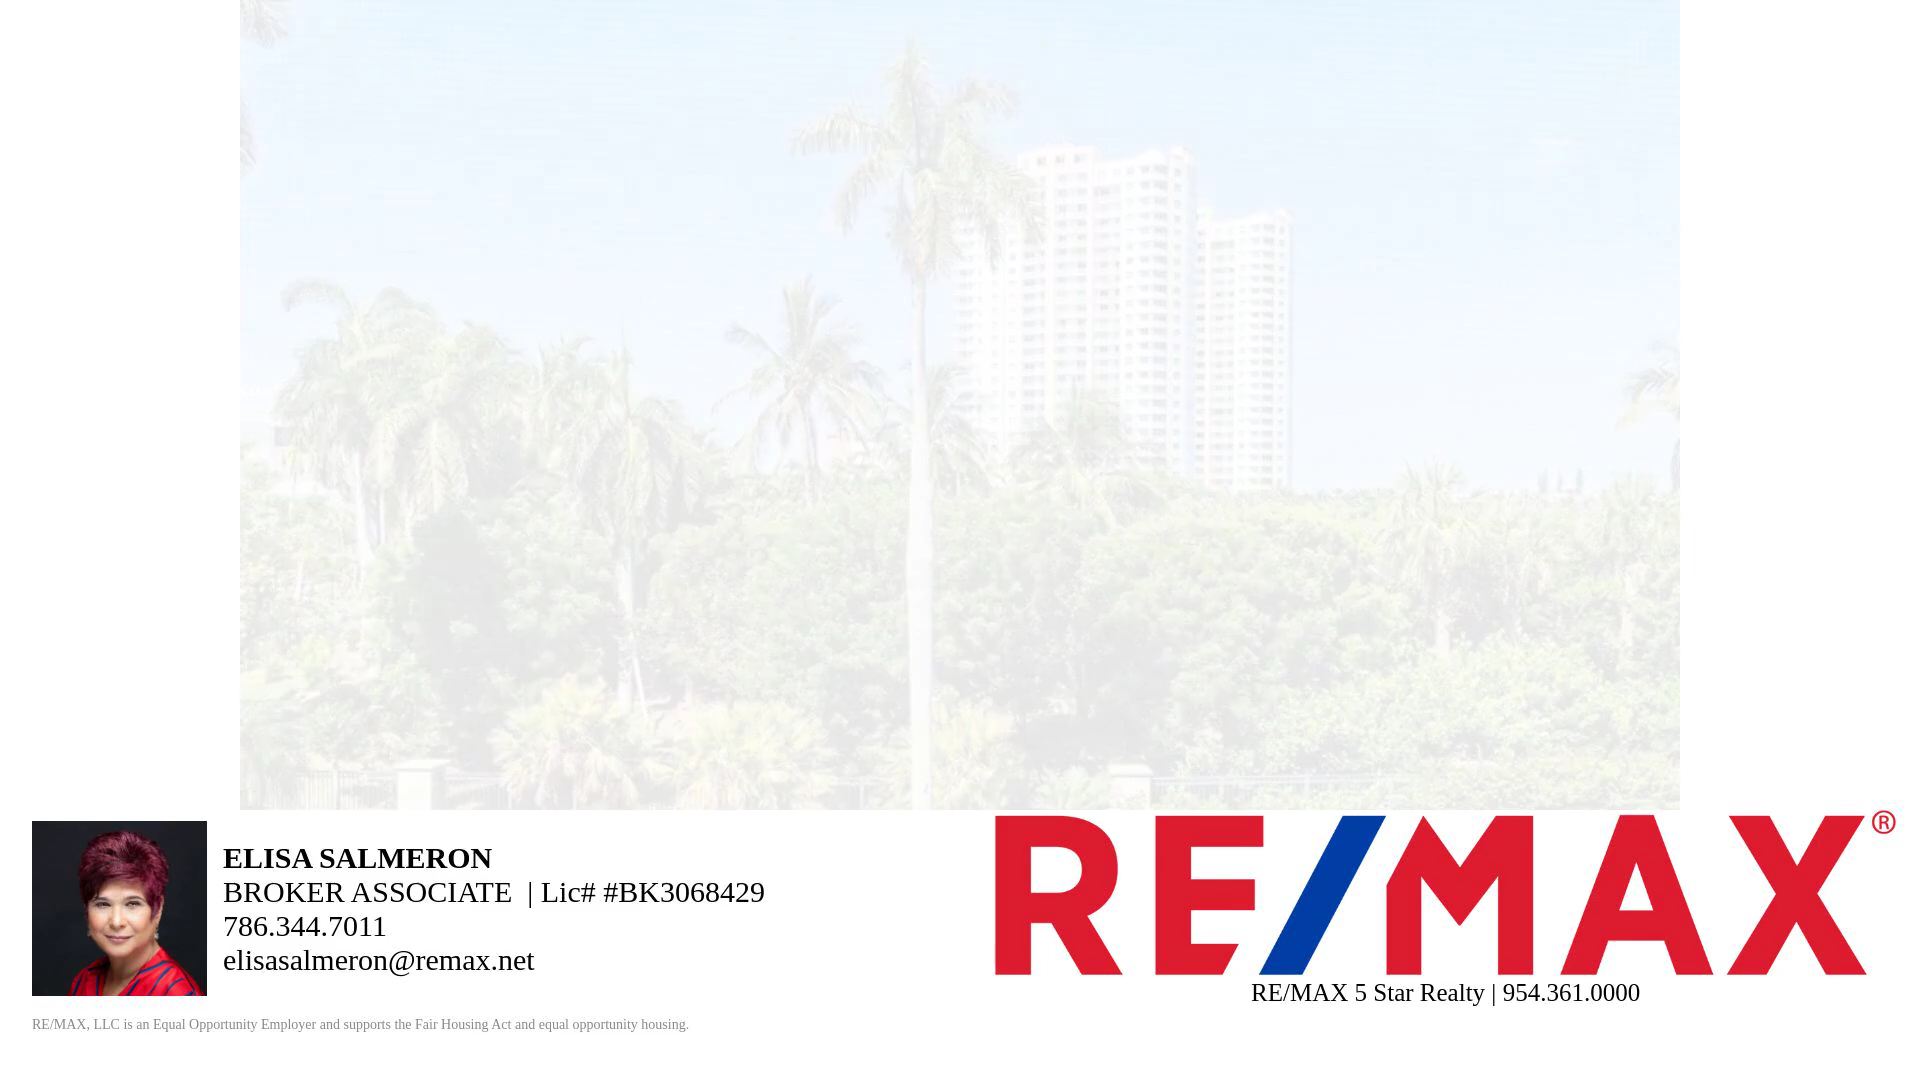 ELISA SALMERON
BROKER ASSOCIATE | Lic# #BK3068429
786.344.7011
elisasalmeron@remax.net
RE/MAX®
RE/MAX 5 Star Realty | 954.361.0000
RE/MAX, LLC is an Equal Opportunity Employer and supports the Fair Housing Act and equal opportunity housing.